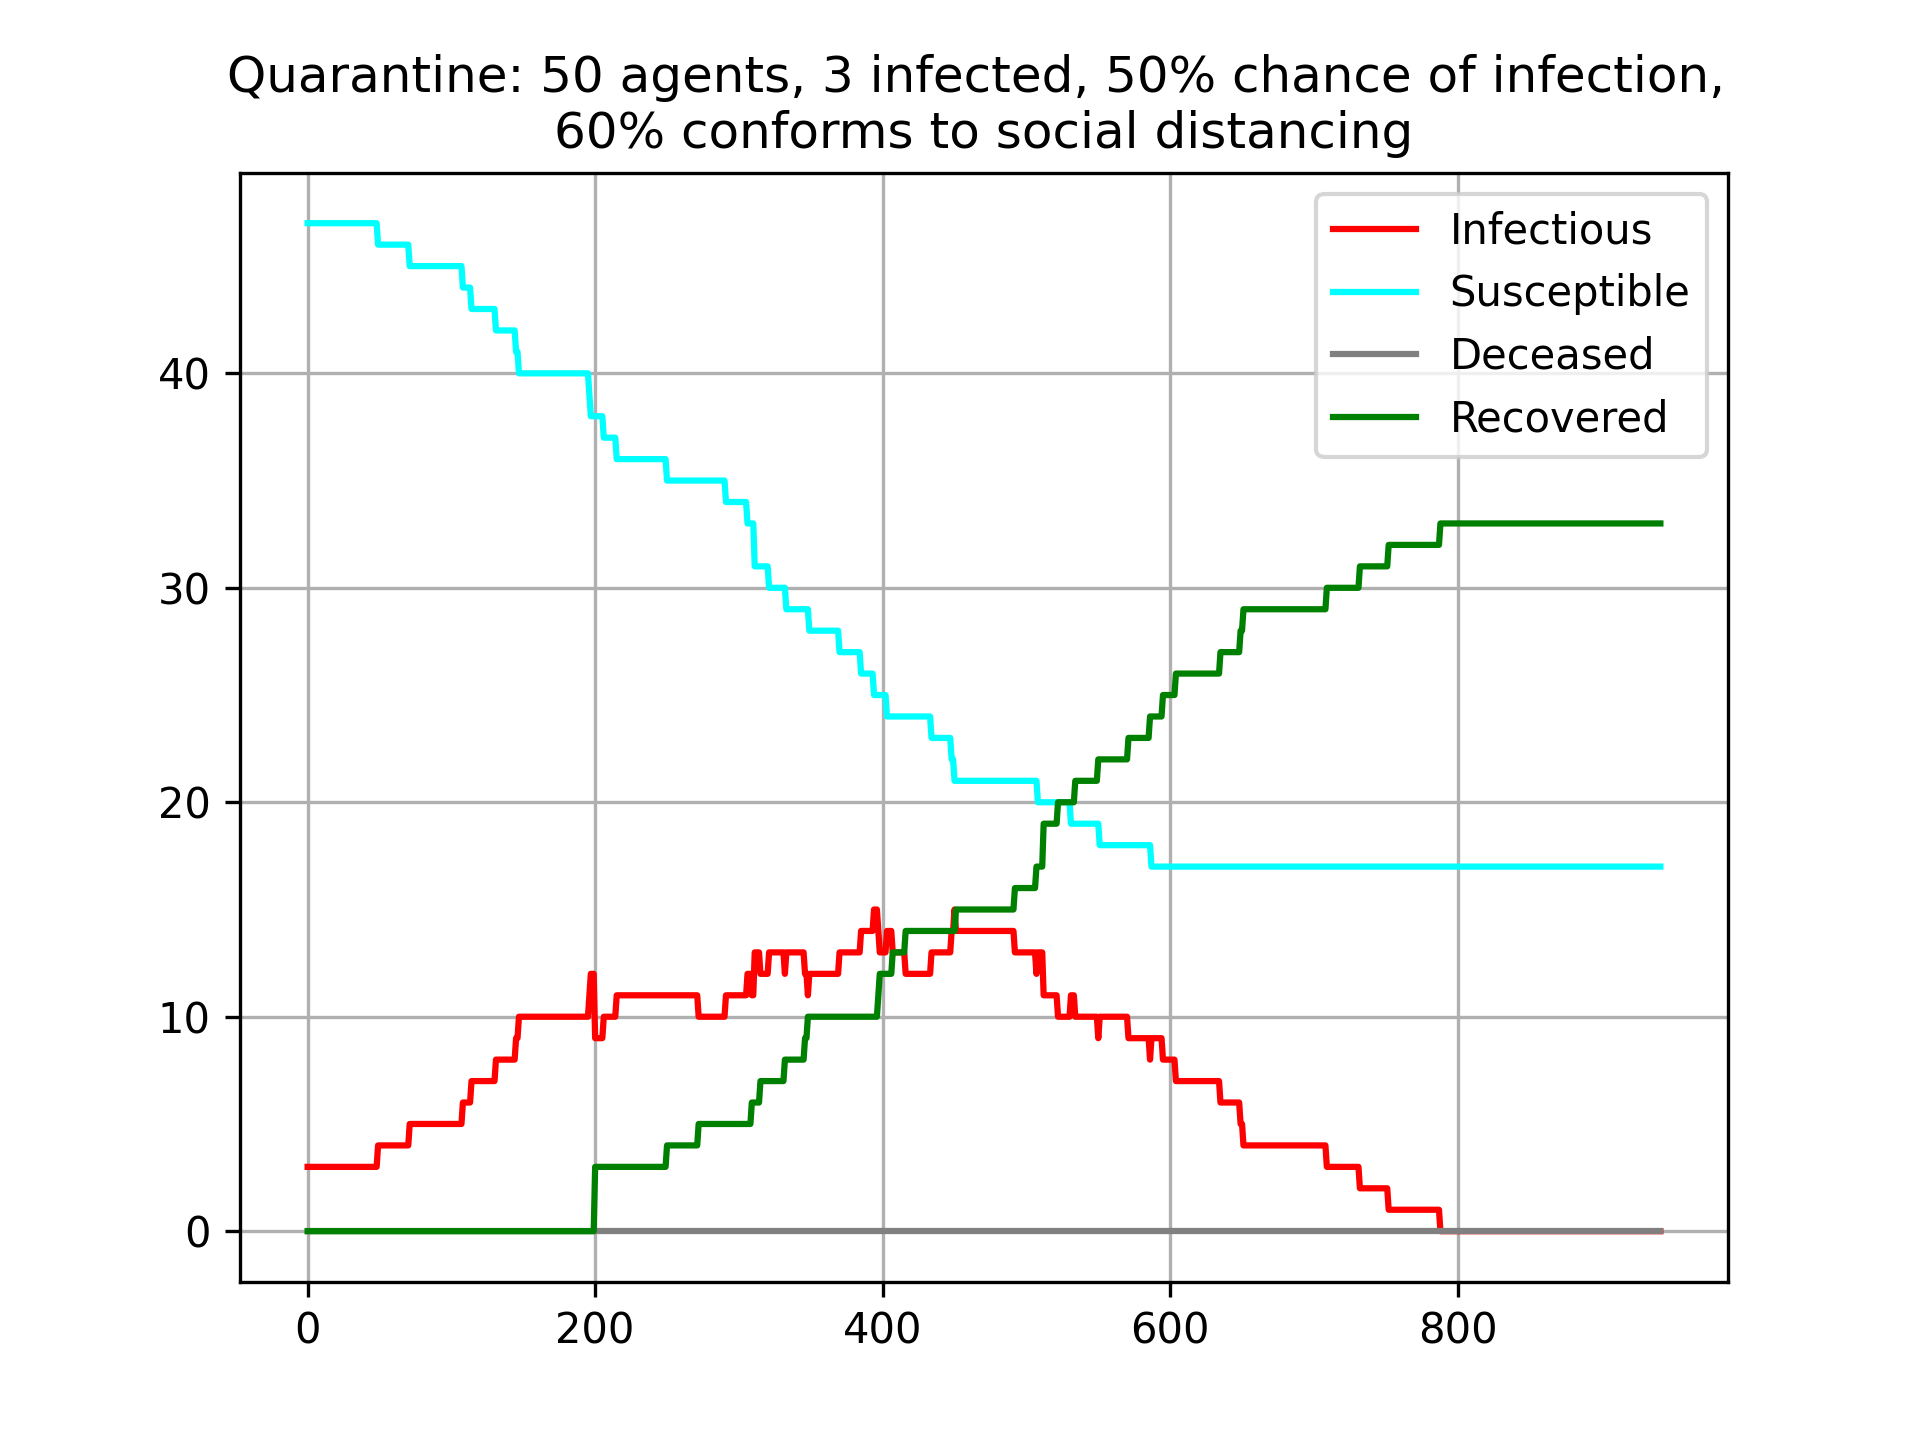 Quarantine: 50 agents, 3 infected, 50% chance of infection,
60% conforms to social distancing
Infectious
Susceptible
Deceased
Recovered
40
30
20
10
0
0 200 400 600 800